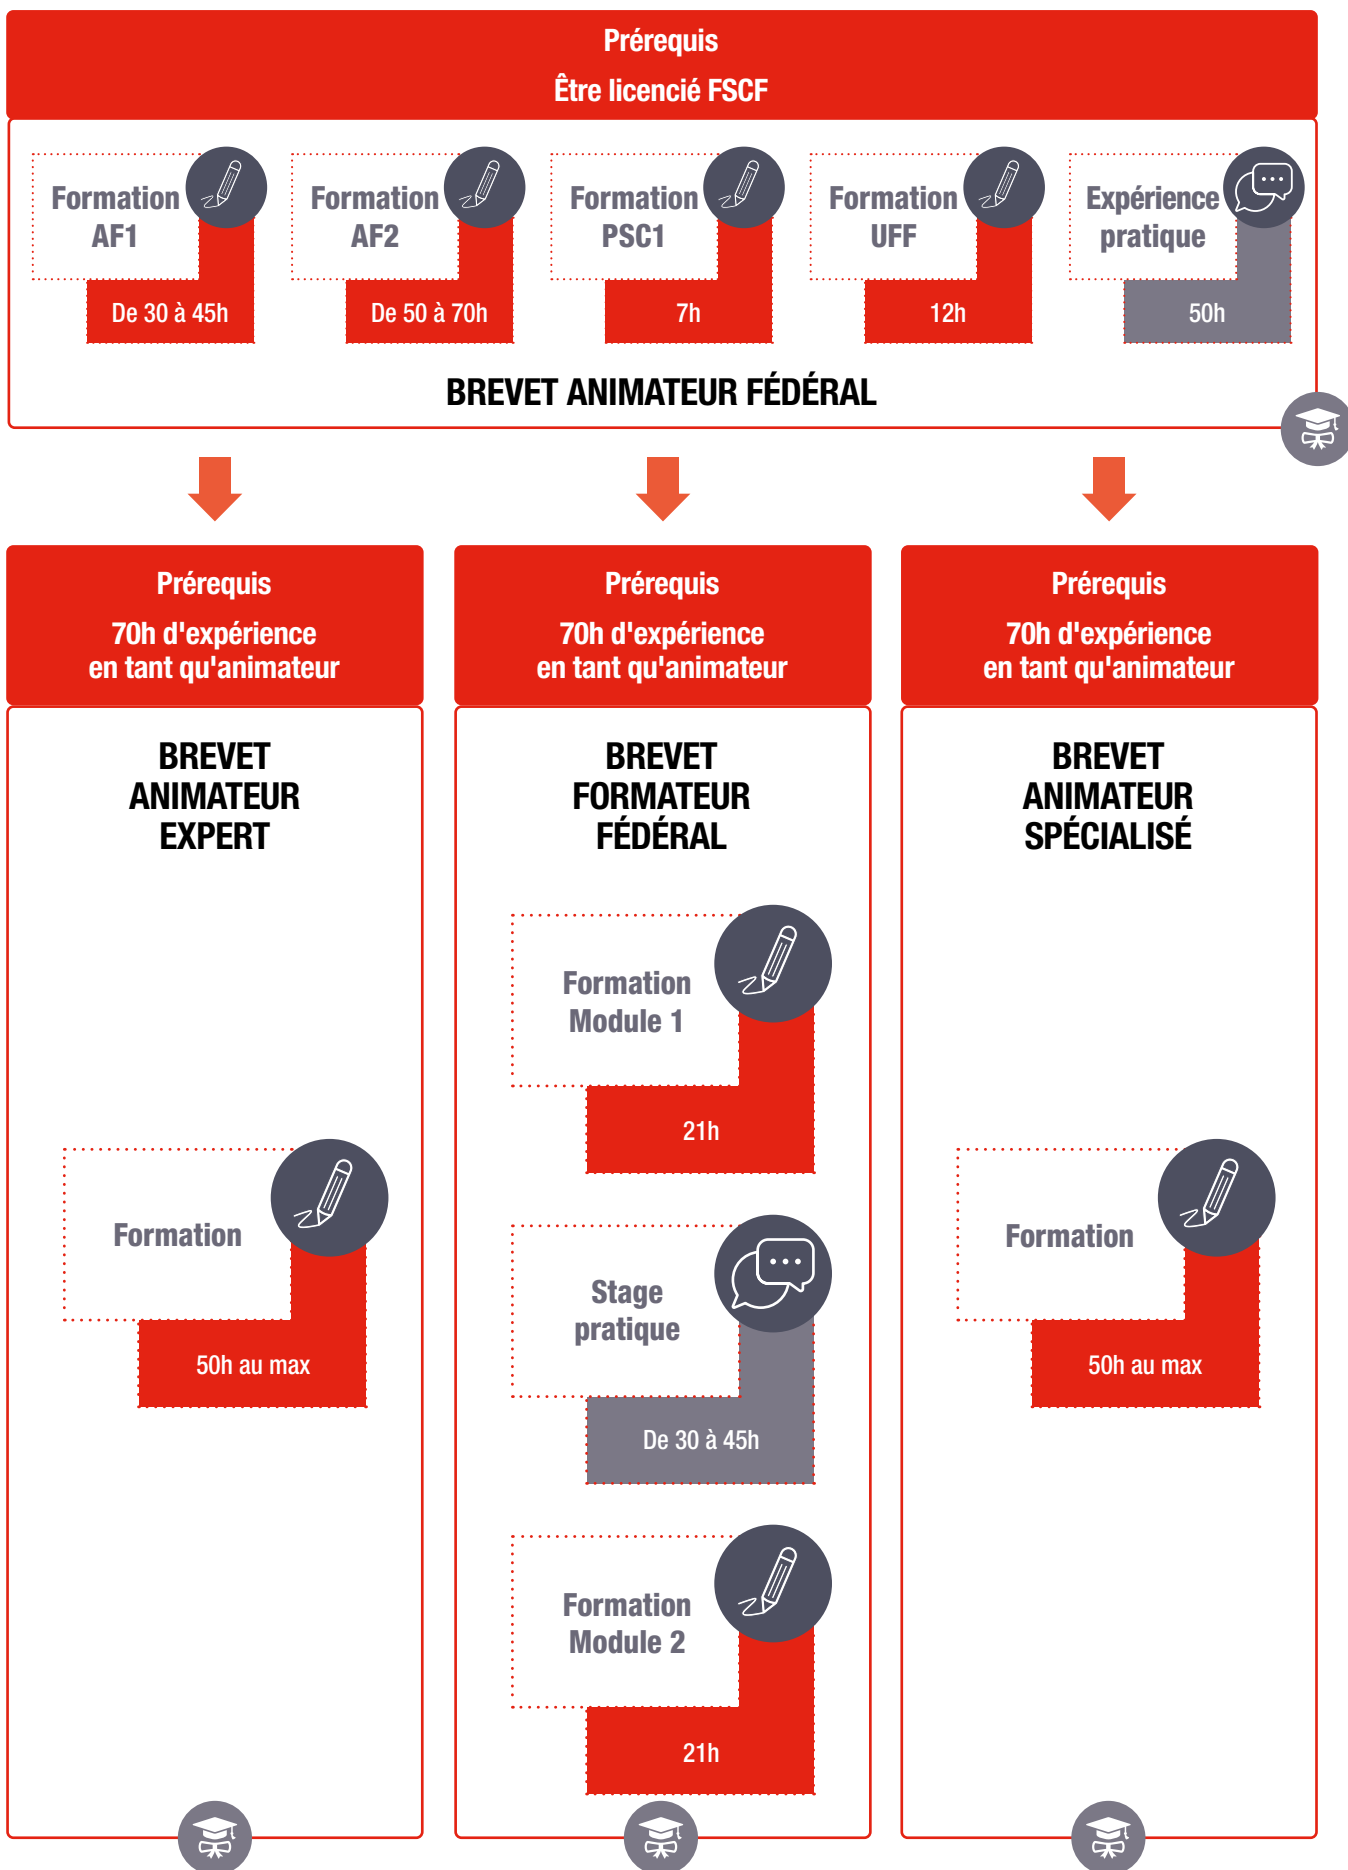 Prérequis
Être licencié FSCF
Formation
AF1
De 30 à 45h
Formation
AF2
De 50 à 70h
Formation
PSC1
7h
Formation
UFF
12h
Expérience
pratique
50h
BREVET ANIMATEUR FÉDÉRAL
Prérequis
70h d'expérience
en tant qu'animateur
BREVET
ANIMATEUR
EXPERT
Formation
50h au max
Prérequis
70h d'expérience
en tant qu'animateur
BREVET
FORMATEUR
FÉDÉRAL
Formation
Module 1
21h
Stage
pratique
De 30 à 45h
Formation
Module 2
21h
Prérequis
70h d'expérience
en tant qu'animateur
BREVET
ANIMATEUR
SPÉCIALISÉ
Formation
50h au max